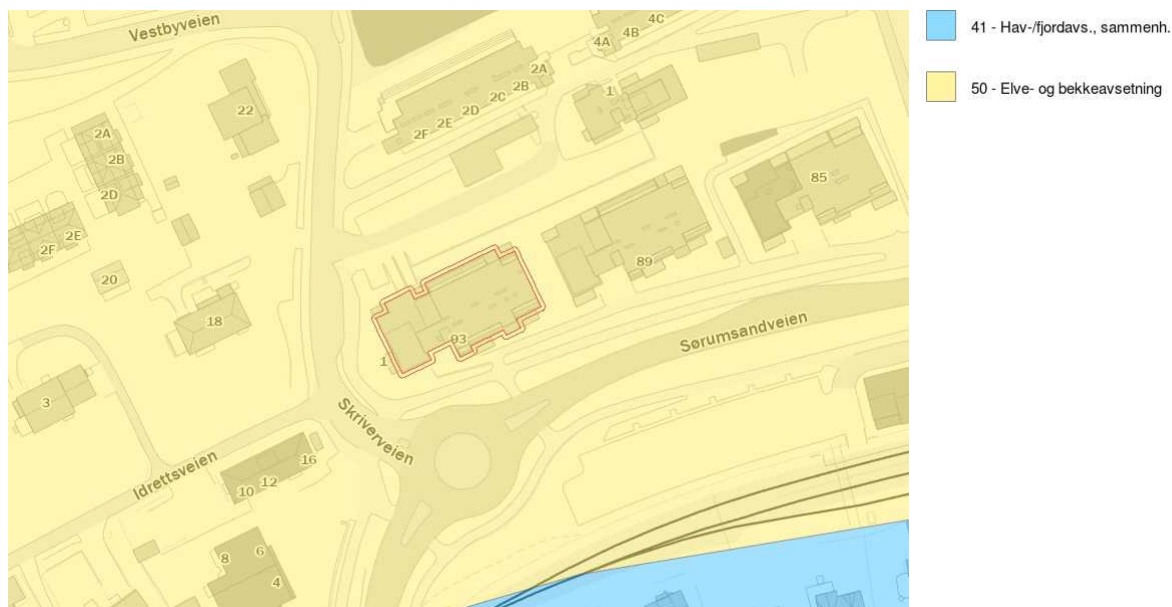 41 - Hav-/fjordavs., sammenh.
50 - Elve- og bekkeavsetning
Vestbyveien
4C
4B
4A
2A
2B
2C
2D
2E
2F
1
22
2A
2B
2D
2E
2F
20
18
85
89
93
1
Sørumsandveien
Skriverveien
Idrettsveien
3
16
12
10
8
6
4